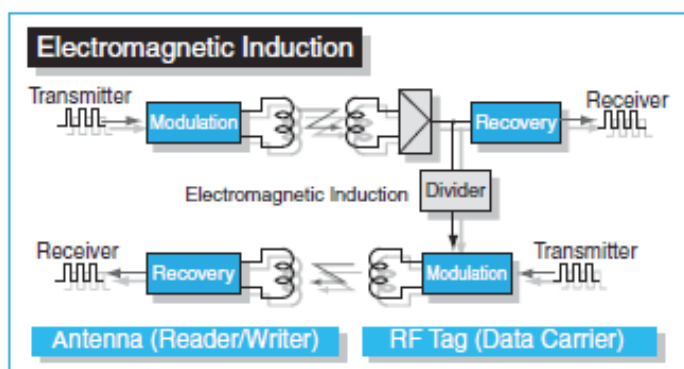 Electromagnetic Induction
Transmitter
Modulation
Recovery
Receiver
Electromagnetic Induction
Divider
Receiver
Recovery
Modulation
Transmitter
Antenna (Reader/Writer)
RF Tag (Data Carrier)